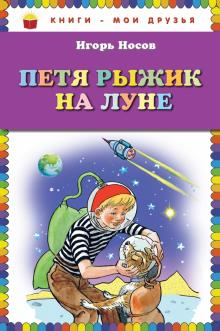 КНИГИ - МОИ ДРУЗЬЯ
Игорь Носов
ПЕТЯ РЫЖИК
НА ЛУНЕ